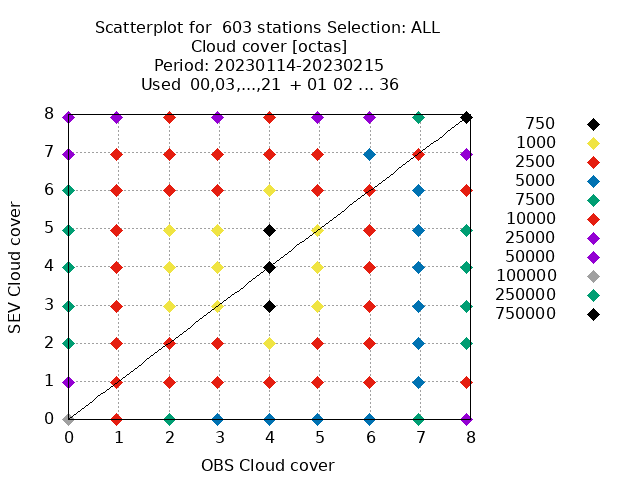 Scatterplot for  603 stations Selection: ALL
Cloud cover [octas]
Period: 20230114-20230215
Used  00,03,...,21  + 01 02 ... 36
SEV Cloud cover
8
7
6
5
4
3
2
1
0
0 1 2 3 4 5 6 7 8
OBS Cloud cover
750
1000
2500
5000
7500
10000
25000
50000
100000
250000
750000